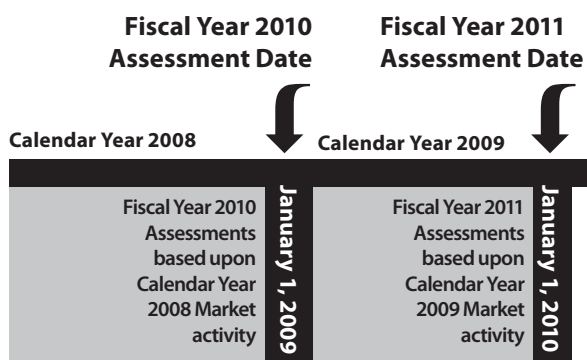 Fiscal Year 2010
Assessment Date
Fiscal Year 2011
Assessment Date
Calendar Year 2008
Calendar Year 2009
Fiscal Year 2010
Assessments
based upon
Calendar Year
2008 Market
activity
January 1, 2009
Fiscal Year 2011
Assessments
based upon
Calendar Year
2009 Market
activity
January 1, 2010